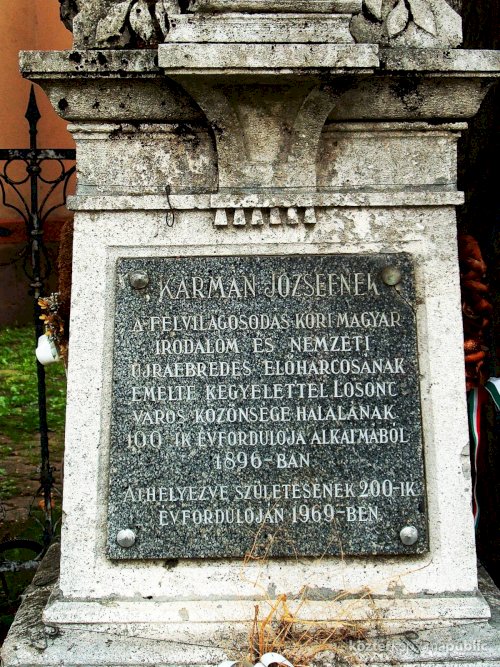 KÁRMÁN JÓZSEFNEK
A FELVILÁGOSODÁS KORI MAGYAR
IRODALOM ÉS NEMZETI
ÚJRAÉBREDÉS ELŐHARCOSÁNAK
EMELTE KEGYELETTEL LOSONC
VÁROS KÖZÖNSÉGE HALÁLÁNAK
100-IK ÉVFORDULÓJA ALKALMÁBÓL
1896-BAN
ÁTHELYEZVE SZÜLETÉSÉNEK 200-IK
ÉVFORDULÓJÁN 1969-BEN